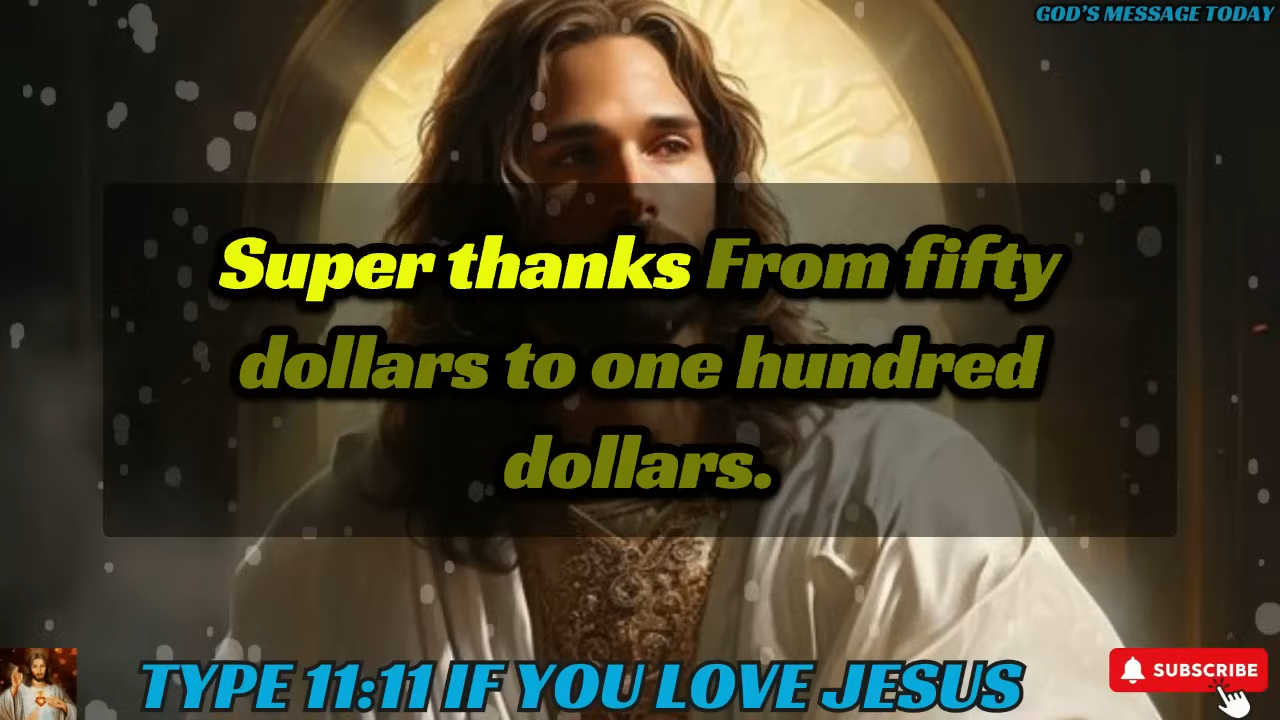 GOD'S MESSAGE TODAY
Super thanks From fifty
dollars to one hundred
dollars.
TYPE 11:11 IF YOU LOVE JESUS
SUBSCRIBE